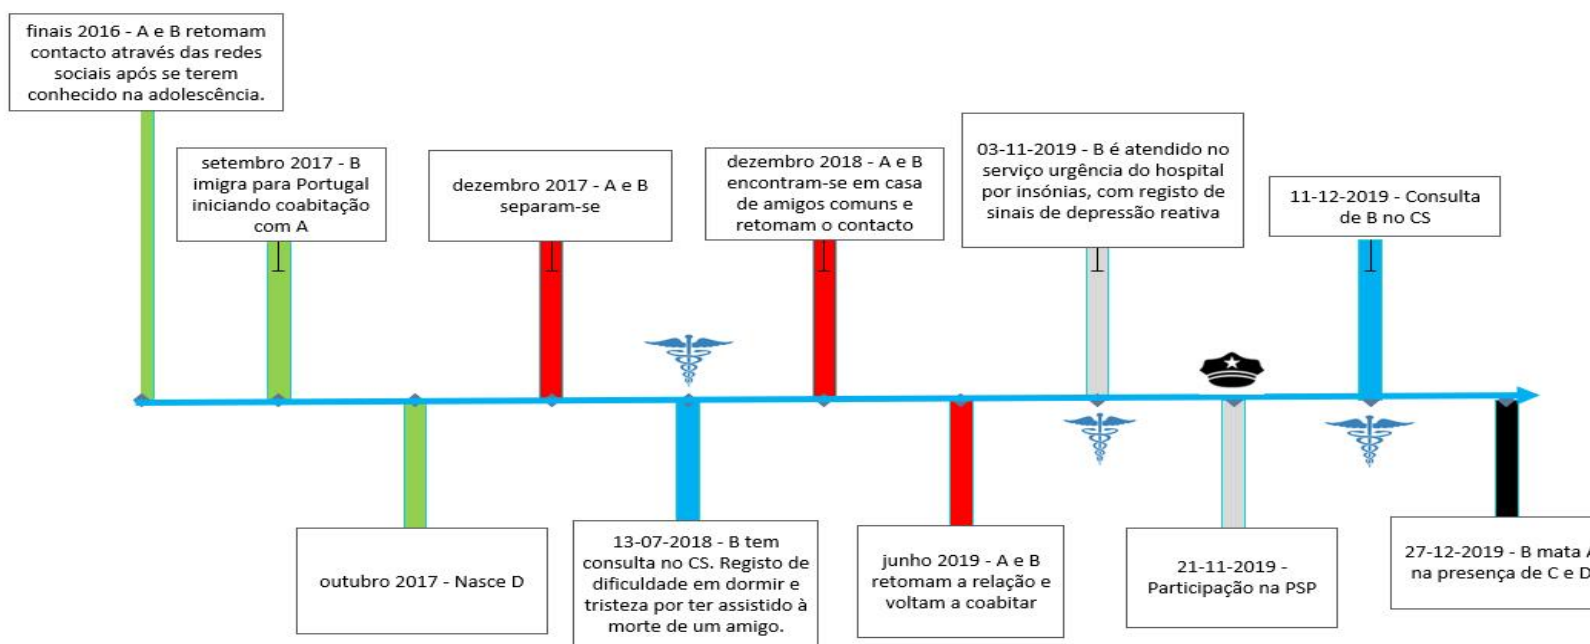 finais 2016 - A e B retomam
contacto através das redes
sociais após se terem
conhecido na adolescência.
setembro 2017 - B
imigra para Portugal
iniciando coabitação
com A
outubro 2017 - Nasce D
dezembro 2017 - A e B
separam-se
13-07-2018 - B tem
consulta no CS. Registo de
dificuldade em dormir e
tristeza por ter assistido à
morte de um amigo.
dezembro 2018 - A e B
encontram-se em casa
de amigos comuns e
retomam o contacto
junho 2019 - A e B
retomam a relação e
voltam a coabitar
03-11-2019 - B é atendido no
serviço urgência do hospital
por insónias, com registo de
sinais de depressão reativa
21-11-2019 -
Participação na PSP
11-12-2019 - Consulta
de B no CS
27-12-2019 - B mata A
na presença de C e D